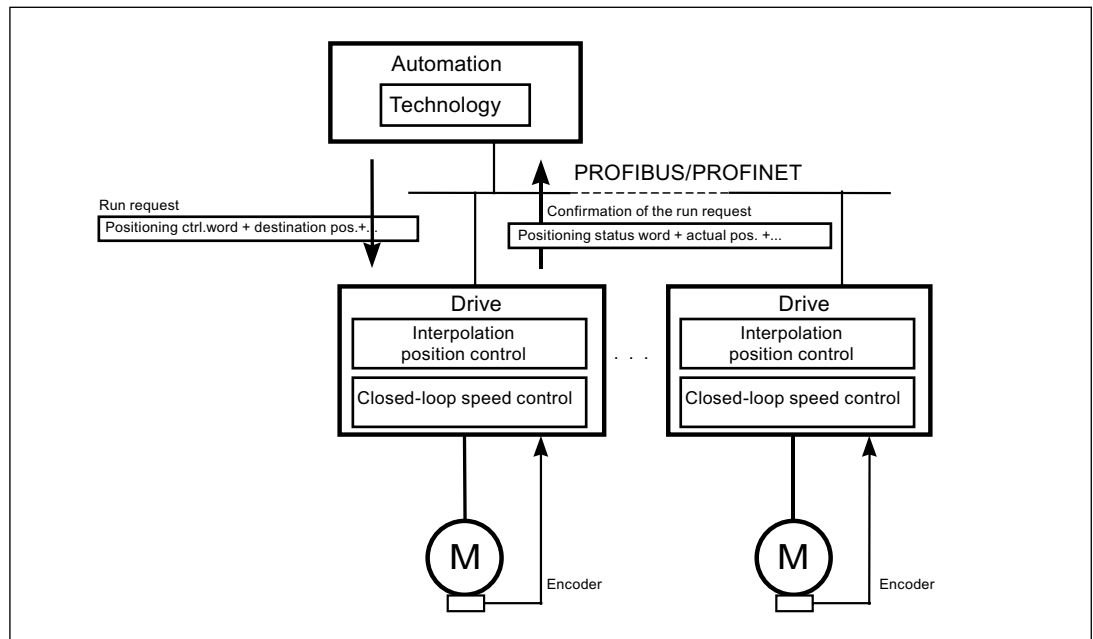 Automation
Technology
PROFIBUS/PROFINET
Run request
Positioning ctrl.word + destination pos.+...
Confirmation of the run request
Positioning status word + actual pos. +...
Drive
Interpolation
position control
Closed-loop speed control
. . .
Drive
Interpolation
position control
Closed-loop speed control
M
Encoder
M
Encoder